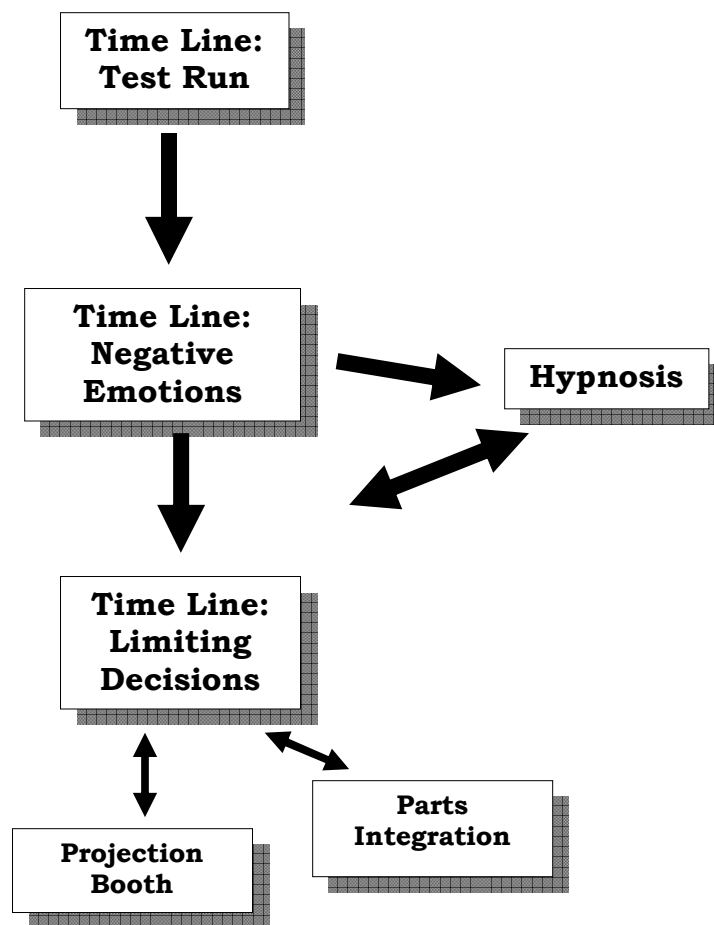 Time Line:
Test Run
Time Line:
Negative
Emotions
Hypnosis
Time Line:
Limiting
Decisions
Parts
Integration
Projection
Booth